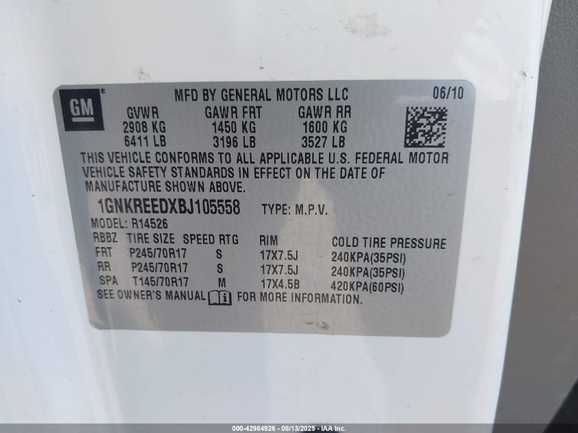 GM
MFD BY GENERAL MOTORS LLC 06/10
GVWR GAWR FRT GAWR RR
2908 KG 1450 KG 1600 KG
6411 LB 3196 LB 3527 LB
THIS VEHICLE CONFORMS TO ALL APPLICABLE U.S. FEDERAL MOTOR
VEHICLE SAFETY STANDARDS IN EFFECT ON THE DATE OF
MANUFACTURE SHOWN ABOVE.
1GNKREEDXBJ105558 TYPE: M.P.V.
MODEL: R14526
RBBZ TIRE SIZE SPEED RTG RIM COLD TIRE PRESSURE
FRT P245/70R17 S 17X7.5J 240KPA(35PSI)
RR P245/70R17 S 17X7.5J 240KPA(35PSI)
SPA T145/70R17 M 17X4.5B 420KPA(60PSI)
SEE OWNER'S MANUAL FOR MORE INFORMATION.
000-42984926 - 08/13/2025 - IAA Inc.